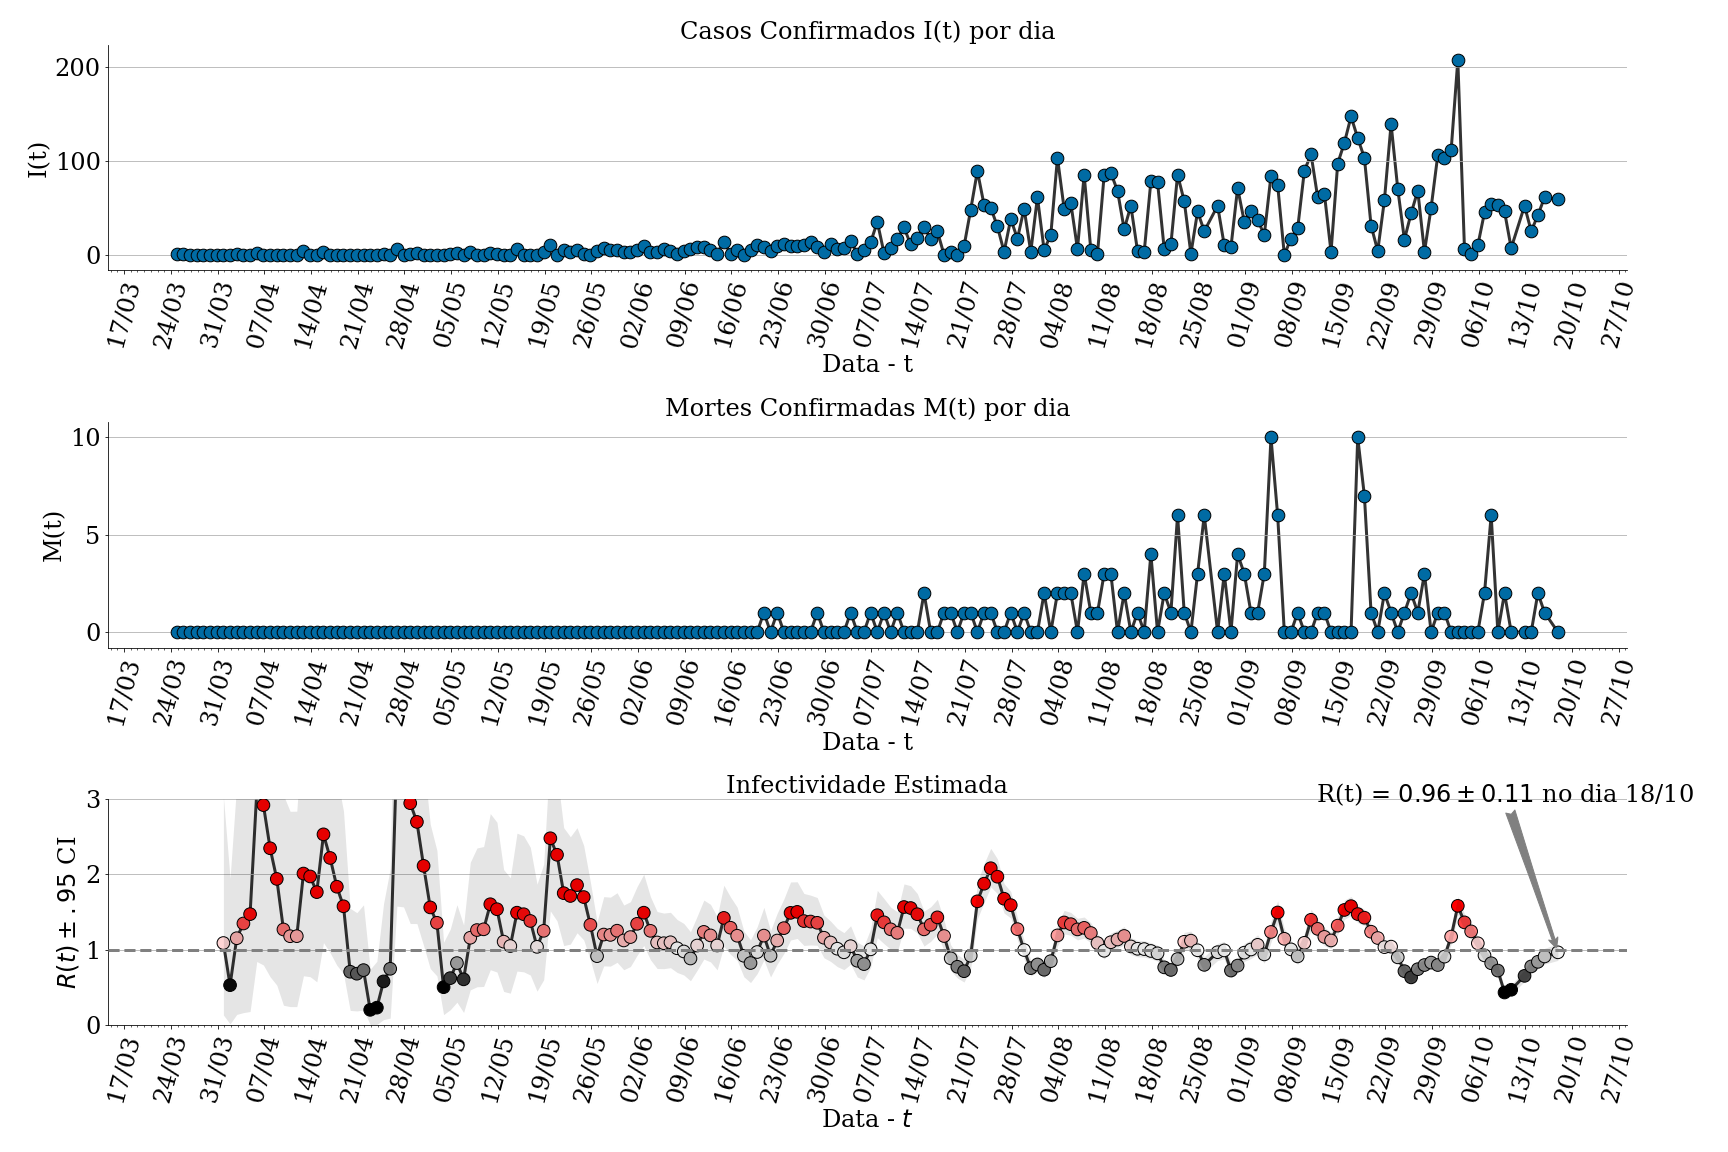 Casos Confirmados I(t) por dia
200
100
0
I(t)
17/03 24/03 31/03 07/04 14/04 21/04 28/04 05/05 12/05 19/05 26/05 02/06 09/06 16/06 23/06 30/06 07/07 14/07 21/07 28/07 04/08 11/08 18/08 25/08 01/09 08/09 15/09 22/09 29/09 06/10 13/10 20/10 27/10
Data - t
Mortes Confirmadas M(t) por dia
10
5
0
M(t)
17/03 24/03 31/03 07/04 14/04 21/04 28/04 05/05 12/05 19/05 26/05 02/06 09/06 16/06 23/06 30/06 07/07 14/07 21/07 28/07 04/08 11/08 18/08 25/08 01/09 08/09 15/09 22/09 29/09 06/10 13/10 20/10 27/10
Data - t
Infectividade Estimada
R(t) = 0.96 ± 0.11 no dia 18/10
3
2
1
0
R(t) ± .95 CI
17/03 24/03 31/03 07/04 14/04 21/04 28/04 05/05 12/05 19/05 26/05 02/06 09/06 16/06 23/06 30/06 07/07 14/07 21/07 28/07 04/08 11/08 18/08 25/08 01/09 08/09 15/09 22/09 29/09 06/10 13/10 20/10 27/10
Data - t